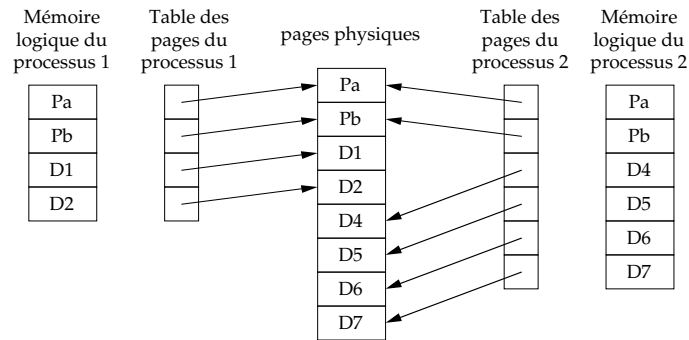 Mémoire
logique du
processus 1
Pa
Pb
D1
D2
Table des
pages du
processus 1
pages physiques
Pa
Pb
D1
D2
D4
D5
D6
D7
Table des
pages du
processus 2
Mémoire
logique du
processus 2
Pa
Pb
D4
D5
D6
D7